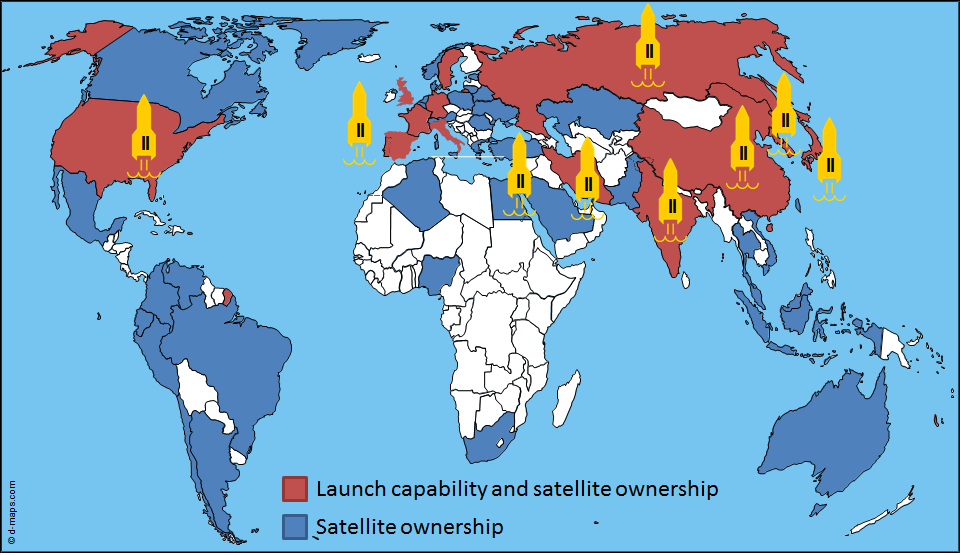 Launch capability and satellite ownership
Satellite ownership
© d-maps.com